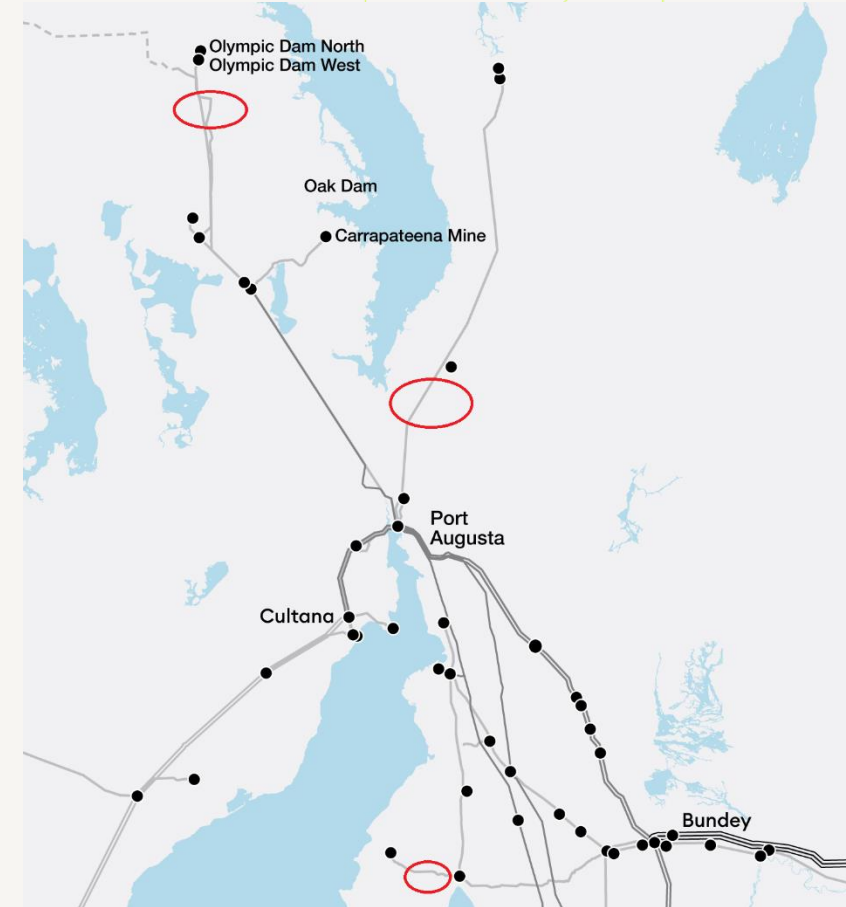 Olympic Dam North
Olympic Dam West
Oak Dam
Carrapateena Mine
Port
Augusta
Cultana
Bundey